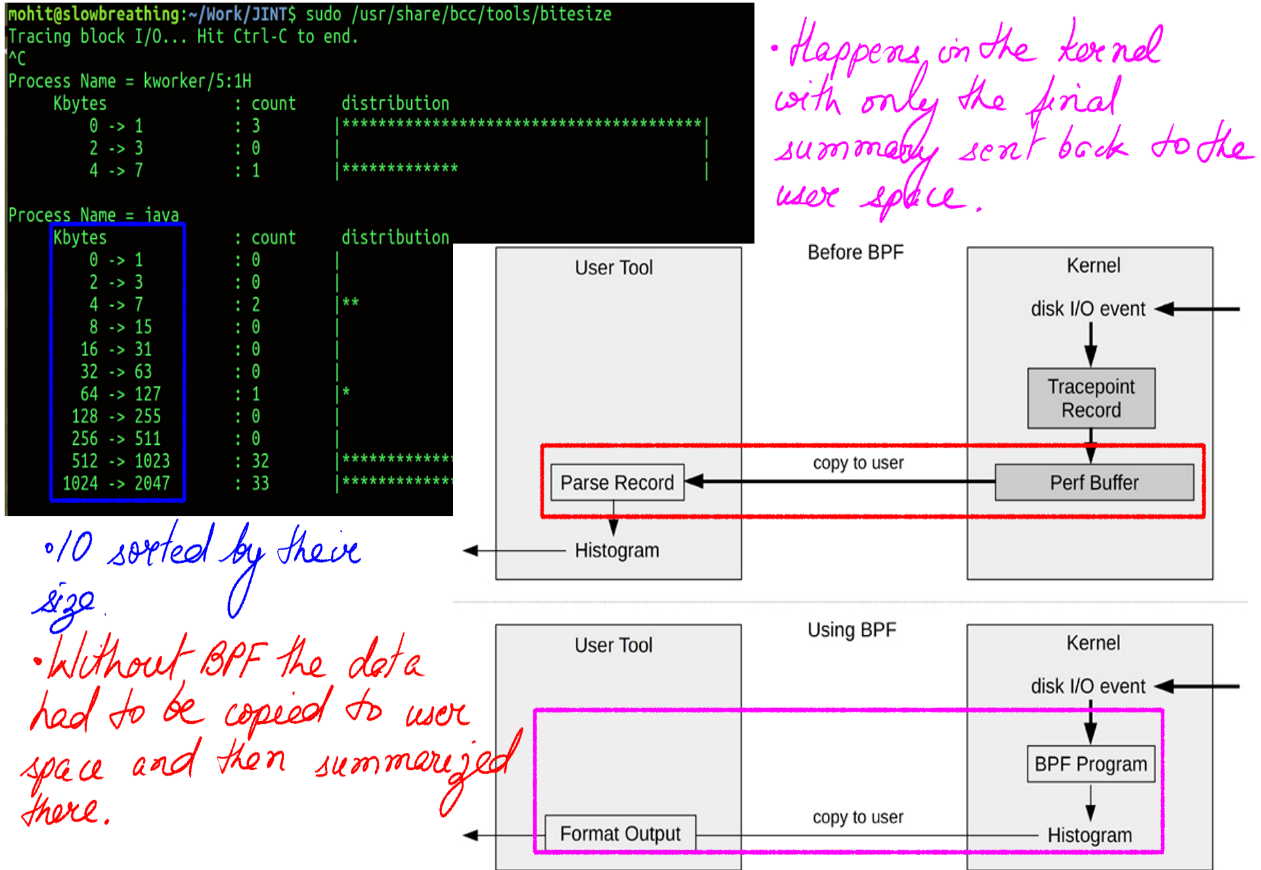 mohit@slowbreathing:~/Work/JINT$ sudo /usr/share/bcc/tools/bitesize
Tracing block I/O... Hit Ctrl-C to end.
^C
Process Name = kworker/5:1H
Kbytes : count distribution
0 -> 1 : 3 |****************************************|
2 -> 3 : 0 | |
4 -> 7 : 1 |************* |
Process Name = java
Kbytes : count distribution
0 -> 1 : 0 |
2 -> 3 : 0 |
4 -> 7 : 2 |**
8 -> 15 : 0 |
16 -> 31 : 0 |
32 -> 63 : 0 |
64 -> 127 : 1 |*
128 -> 255 : 0 |
256 -> 511 : 0 |
512 -> 1023 : 32 |*************
1024 -> 2047 : 33 |*************
• Happens in the kernel
with only the final
summary sent back to the
user space.
• IO sorted by their
size.
• Without BPF the data
had to be copied to user
space and then summarized
there.
Before BPF
User Tool
Kernel
disk I/O event
Tracepoint
Record
copy to user
Parse Record
Perf Buffer
Histogram
Using BPF
User Tool
Kernel
disk I/O event
BPF Program
copy to user
Format Output
Histogram